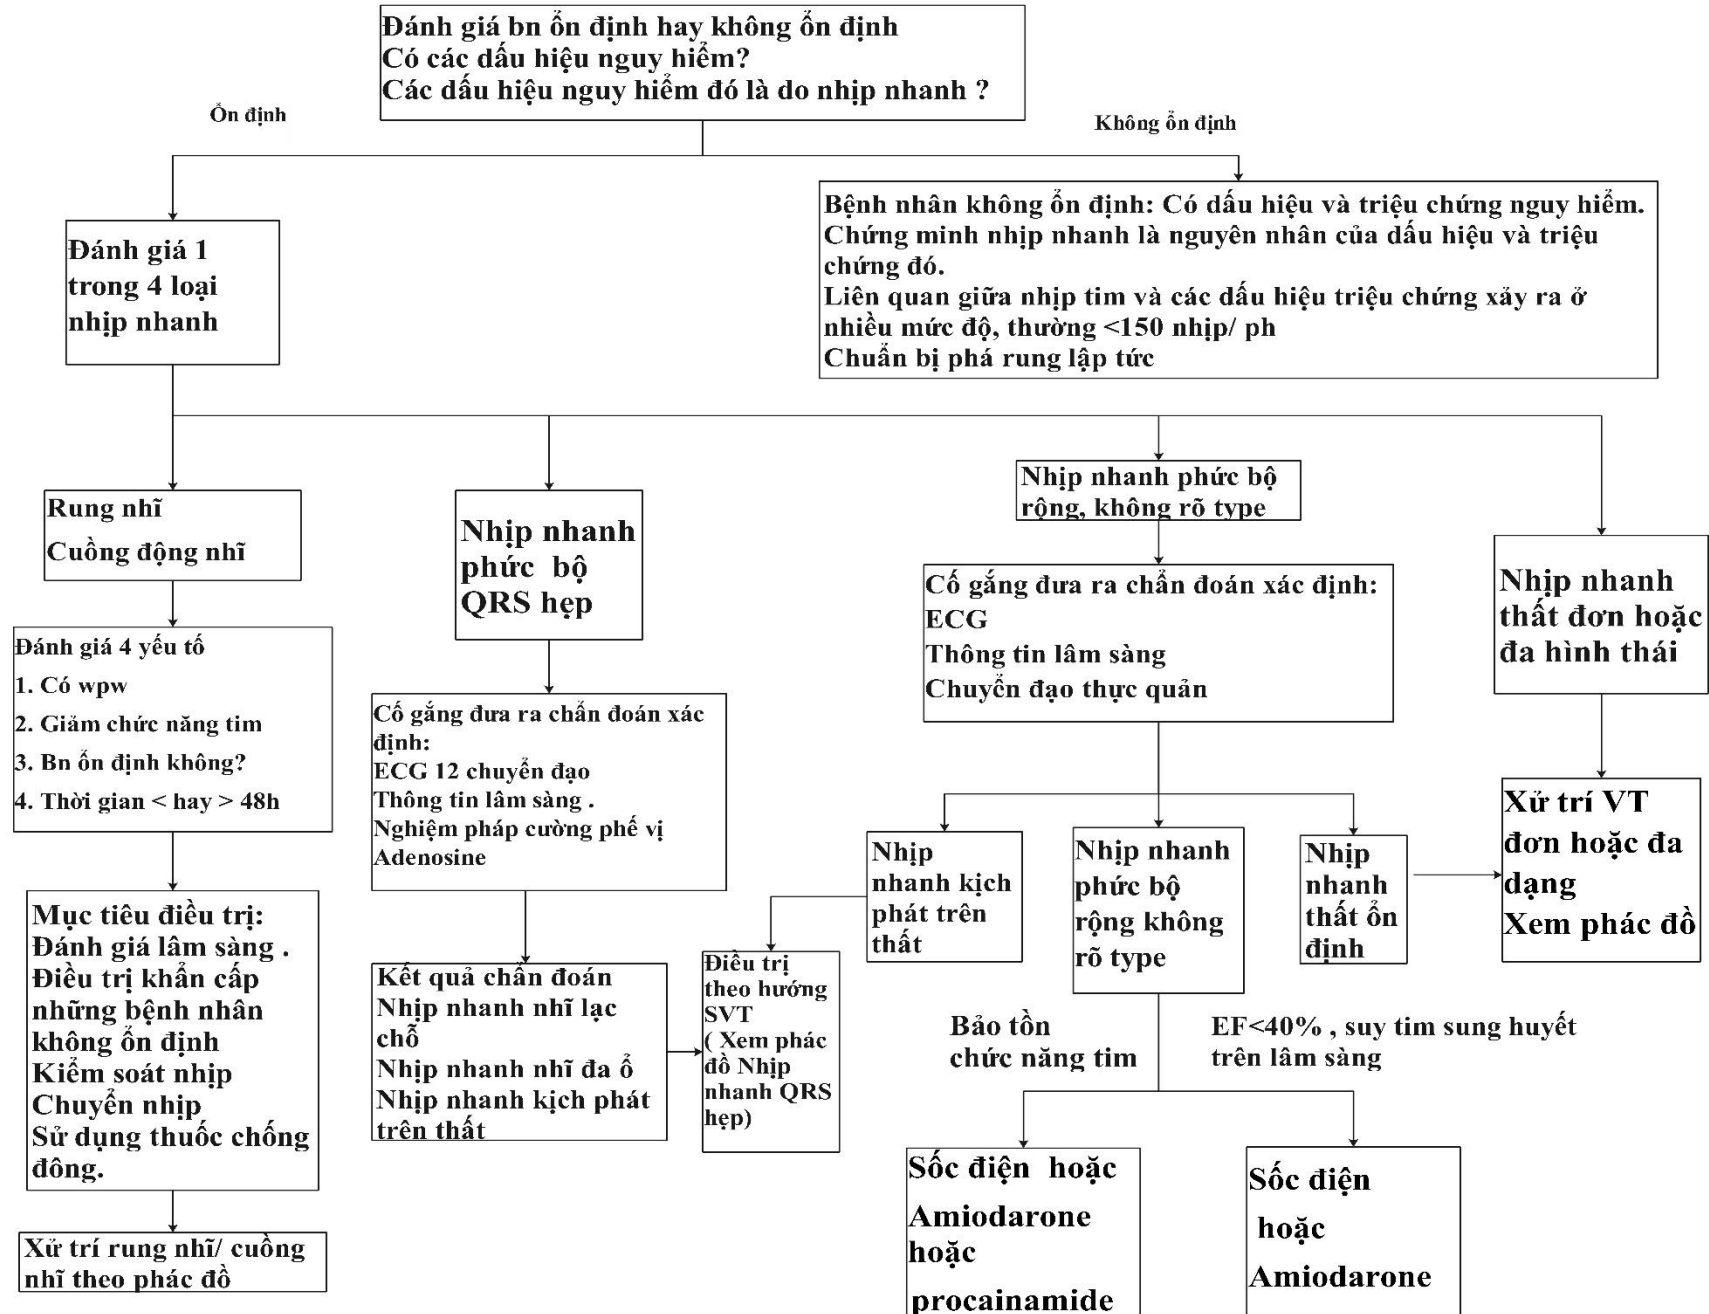 Đánh giá bn ổn định hay không ổn định
Có các dấu hiệu nguy hiểm?
Các dấu hiệu nguy hiểm đó là do nhịp nhanh ?
Ổn định
Không ổn định
Bệnh nhân không ổn định: Có dấu hiệu và triệu chứng nguy hiểm.
Chứng minh nhịp nhanh là nguyên nhân của dấu hiệu và triệu
chứng đó.
Liên quan giữa nhịp tim và các dấu hiệu triệu chứng xảy ra ở
nhiều mức độ, thường <150 nhịp/ ph
Chuẩn bị phá rung lập tức
Đánh giá 1
trong 4 loại
nhịp nhanh
Rung nhĩ
Cuồng động nhĩ
Đánh giá 4 yếu tố
1. Có wpw
2. Giảm chức năng tim
3. Bn ổn định không?
4. Thời gian < hay > 48h
Mục tiêu điều trị:
Đánh giá lâm sàng .
Điều trị khẩn cấp
những bệnh nhân
không ổn định
Kiểm soát nhịp
Chuyển nhịp
Sử dụng thuốc chống
đông.
Xử trí rung nhĩ/ cuồng
nhĩ theo phác đồ
Nhịp nhanh
phức bộ
QRS hẹp
Cố gắng đưa ra chẩn đoán xác
định:
ECG 12 chuyển đạo
Thông tin lâm sàng .
Nghiệm pháp cường phế vị
Adenosine
Kết quả chẩn đoán
Nhịp nhanh nhĩ lạc
chỗ
Nhịp nhanh nhĩ đa ổ
Nhịp nhanh kịch phát
trên thất
Điều trị
theo hướng
SVT
( Xem phác
đồ Nhịp
nhanh QRS
hẹp)
Nhịp nhanh phức bộ
rộng, không rõ type
Cố gắng đưa ra chẩn đoán xác định:
ECG
Thông tin lâm sàng
Chuyển đạo thực quản
Nhịp
nhanh kịch
phát trên
thất
Nhịp nhanh
phức bộ
rộng không
rõ type
Nhịp
nhanh
thất ổn
định
Bảo tồn
chức năng tim
EF<40% , suy tim sung huyết
trên lâm sàng
Sốc điện hoặc
Amiodarone
hoặc
procainamide
Sốc điện
hoặc
Amiodarone
Nhịp nhanh
thất đơn hoặc
đa hình thái
Xử trí VT
đơn hoặc đa
dạng
Xem phác đồ